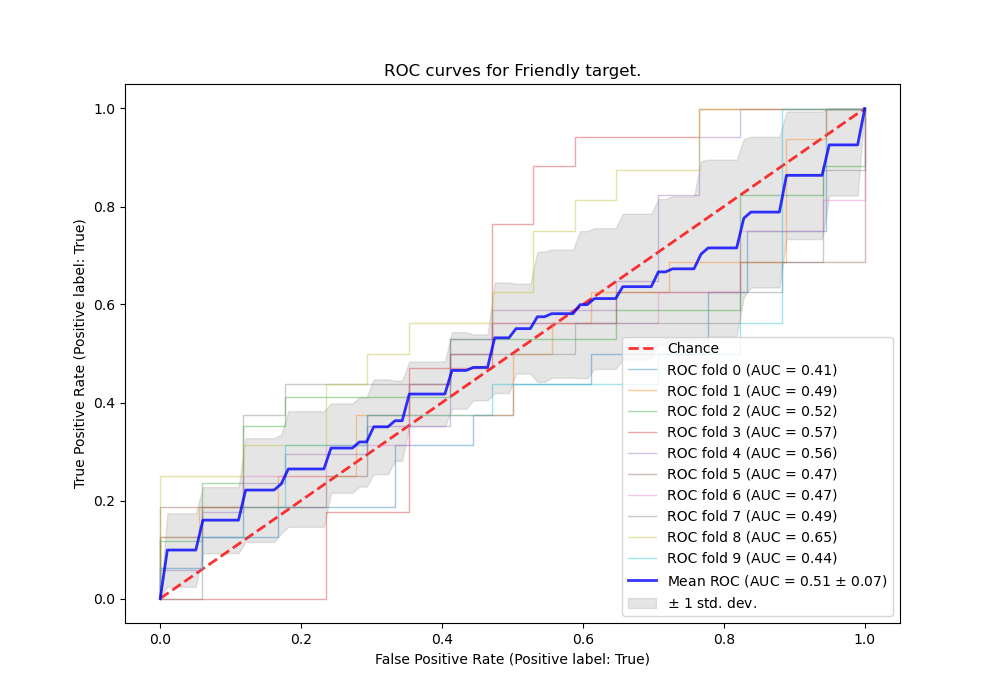 ROC curves for Friendly target.
True Positive Rate (Positive label: True)
1.0
0.8
0.6
0.4
0.2
0.0
Chance
ROC fold 0 (AUC = 0.41)
ROC fold 1 (AUC = 0.49)
ROC fold 2 (AUC = 0.52)
ROC fold 3 (AUC = 0.57)
ROC fold 4 (AUC = 0.56)
ROC fold 5 (AUC = 0.47)
ROC fold 6 (AUC = 0.47)
ROC fold 7 (AUC = 0.49)
ROC fold 8 (AUC = 0.65)
ROC fold 9 (AUC = 0.44)
Mean ROC (AUC = 0.51 ± 0.07)
± 1 std. dev.
0.0 0.2 0.4 0.6 0.8 1.0
False Positive Rate (Positive label: True)